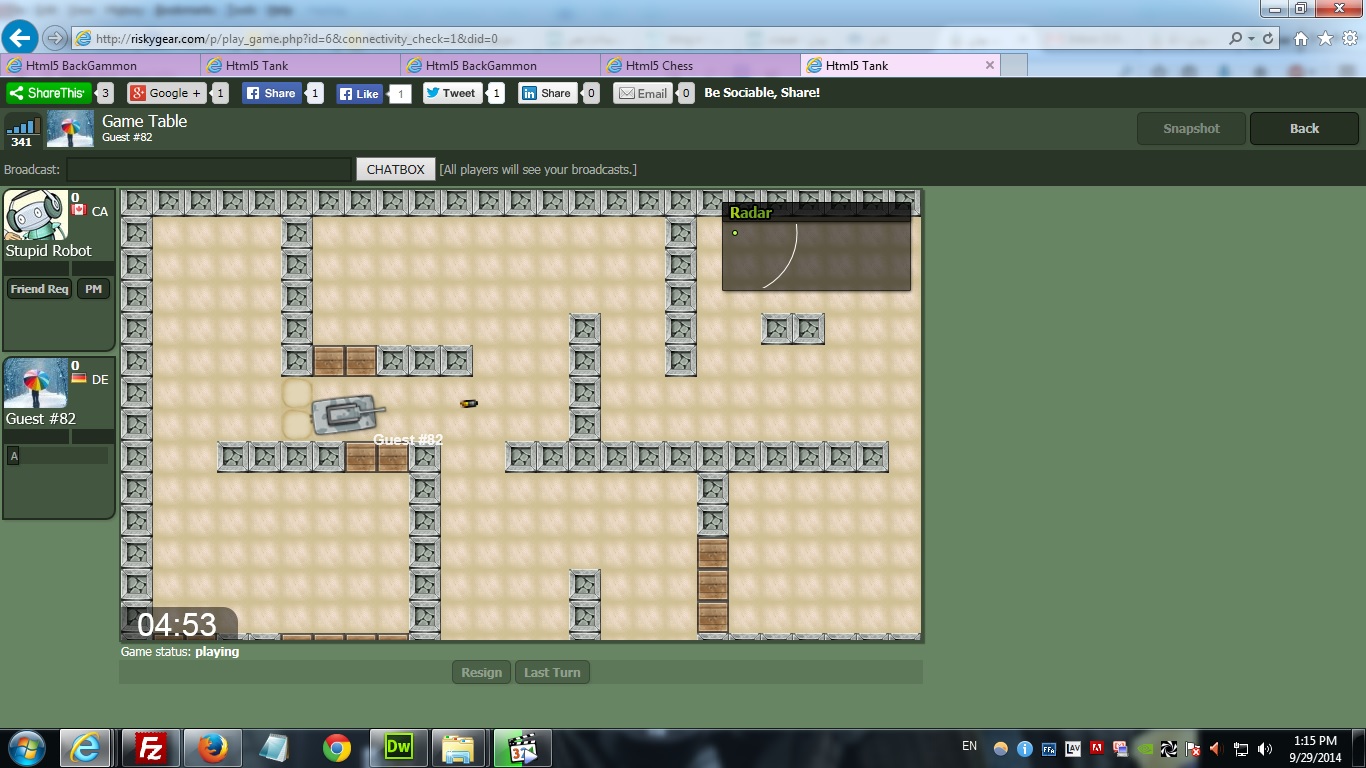 http://riskygear.com/p/play_game.php?id=6&connectivity_check=1&did=0
Html5 BackGammon
Html5 Tank
Html5 BackGammon
Html5 Chess
Html5 Tank
ShareThis 3
Google + 1
Share 1
Like 1
Tweet 1
Share 0
Email 0
Be Sociable, Share!
341
Game Table
Guest #82
Snapshot
Back
Broadcast:
CHATBOX
[All players will see your broadcasts.]
0
CA
Stupid Robot
Friend Req
PM
0
DE
Guest #82
A
Radar
Guest #82
04:53
Game status: playing
Resign
Last Turn
Fz
Dw
EN
FFA
LAV
1:15 PM
9/29/2014